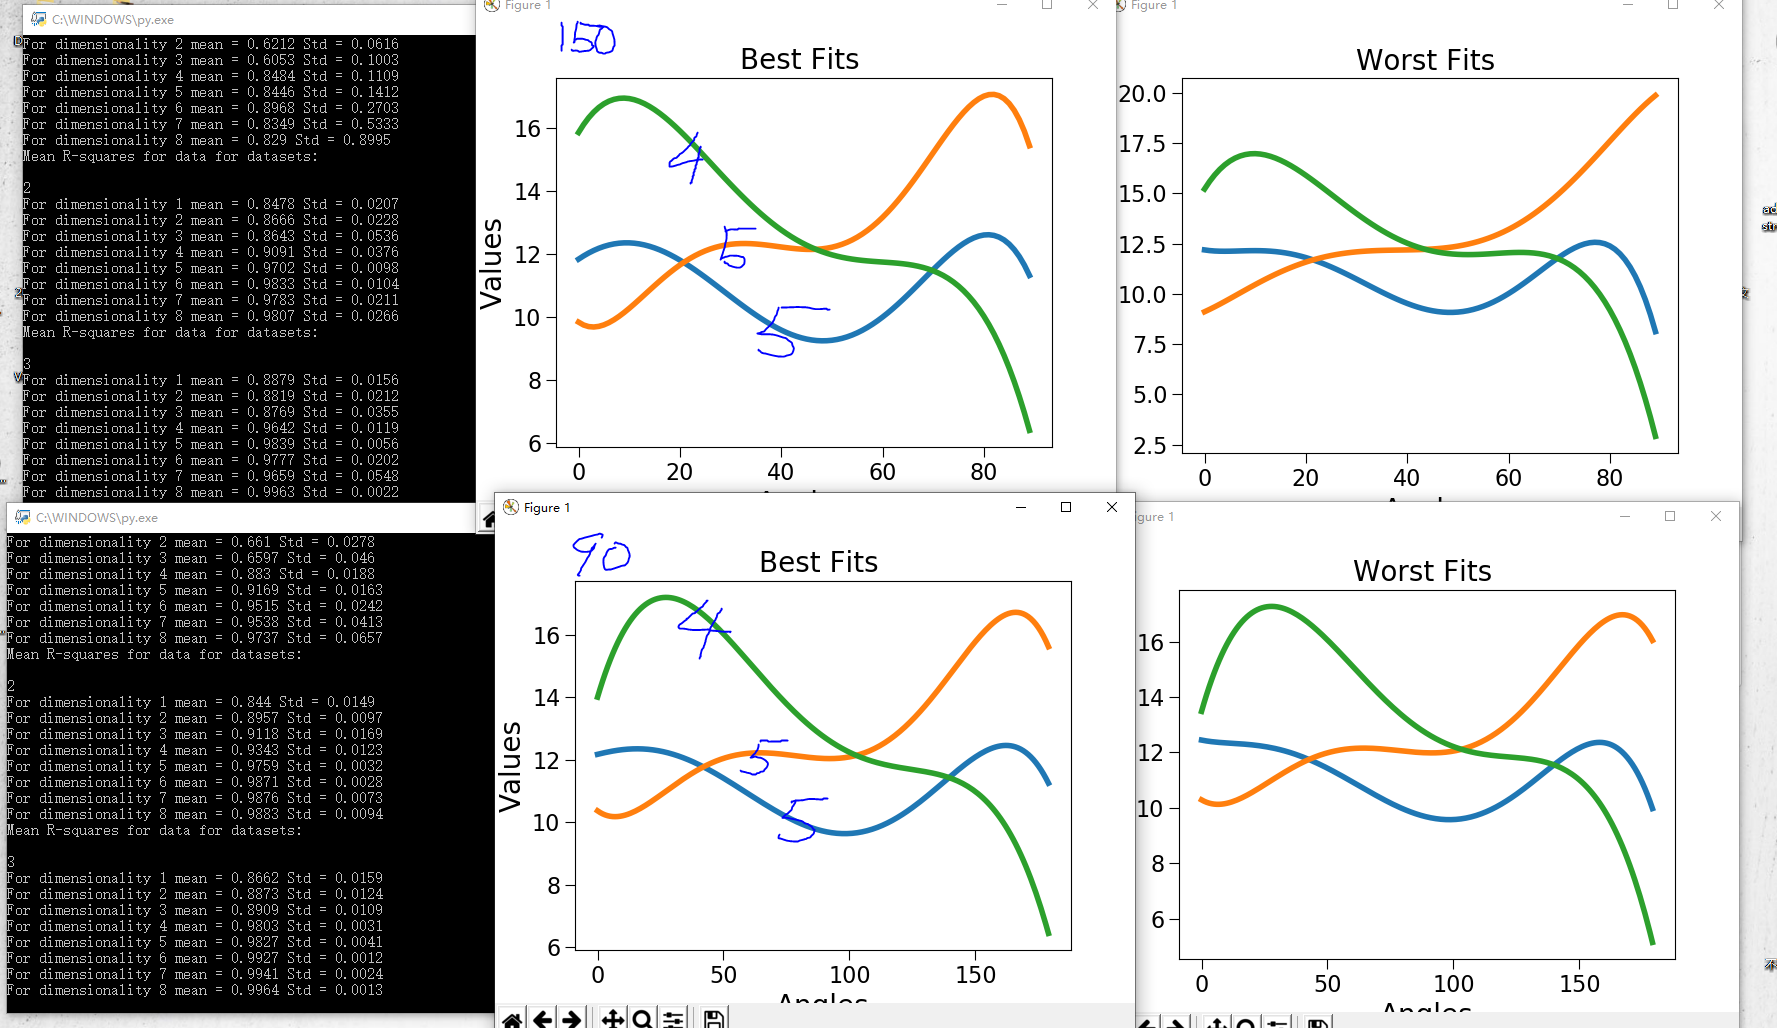 C:\WINDOWS\py.exe
For dimensionality 2 mean = 0.6212 Std = 0.0616
For dimensionality 3 mean = 0.6053 Std = 0.1003
For dimensionality 4 mean = 0.8484 Std = 0.1109
For dimensionality 5 mean = 0.8446 Std = 0.1412
For dimensionality 6 mean = 0.8968 Std = 0.2703
For dimensionality 7 mean = 0.8349 Std = 0.5333
For dimensionality 8 mean = 0.829 Std = 0.8995
Mean R-squares for data for datasets:
2
For dimensionality 1 mean = 0.8478 Std = 0.0207
For dimensionality 2 mean = 0.8666 Std = 0.0228
For dimensionality 3 mean = 0.8643 Std = 0.0536
For dimensionality 4 mean = 0.9091 Std = 0.0376
For dimensionality 5 mean = 0.9702 Std = 0.0098
For dimensionality 6 mean = 0.9833 Std = 0.0104
For dimensionality 7 mean = 0.9783 Std = 0.0211
For dimensionality 8 mean = 0.9807 Std = 0.0266
Mean R-squares for data for datasets:
3
For dimensionality 1 mean = 0.8879 Std = 0.0156
For dimensionality 2 mean = 0.8819 Std = 0.0212
For dimensionality 3 mean = 0.8769 Std = 0.0355
For dimensionality 4 mean = 0.9642 Std = 0.0119
For dimensionality 5 mean = 0.9839 Std = 0.0056
For dimensionality 6 mean = 0.9777 Std = 0.0202
For dimensionality 7 mean = 0.9659 Std = 0.0548
For dimensionality 8 mean = 0.9963 Std = 0.0022
Figure 1
150
Best Fits
Values
16
14
12
10
8
6
4
5
5
0 20 40 60 80
Figure 1
Worst Fits
20.0
17.5
15.0
12.5
10.0
7.5
5.0
2.5
0 20 40 60 80
C:\WINDOWS\py.exe
For dimensionality 2 mean = 0.661 Std = 0.0278
For dimensionality 3 mean = 0.6597 Std = 0.046
For dimensionality 4 mean = 0.883 Std = 0.0188
For dimensionality 5 mean = 0.9169 Std = 0.0163
For dimensionality 6 mean = 0.9515 Std = 0.0242
For dimensionality 7 mean = 0.9538 Std = 0.0413
For dimensionality 8 mean = 0.9737 Std = 0.0657
Mean R-squares for data for datasets:
2
For dimensionality 1 mean = 0.844 Std = 0.0149
For dimensionality 2 mean = 0.8957 Std = 0.0097
For dimensionality 3 mean = 0.9118 Std = 0.0169
For dimensionality 4 mean = 0.9343 Std = 0.0123
For dimensionality 5 mean = 0.9759 Std = 0.0032
For dimensionality 6 mean = 0.9871 Std = 0.0028
For dimensionality 7 mean = 0.9876 Std = 0.0073
For dimensionality 8 mean = 0.9883 Std = 0.0094
Mean R-squares for data for datasets:
3
For dimensionality 1 mean = 0.8662 Std = 0.0159
For dimensionality 2 mean = 0.8873 Std = 0.0124
For dimensionality 3 mean = 0.8909 Std = 0.0109
For dimensionality 4 mean = 0.9803 Std = 0.0031
For dimensionality 5 mean = 0.9827 Std = 0.0041
For dimensionality 6 mean = 0.9927 Std = 0.0012
For dimensionality 7 mean = 0.9941 Std = 0.0024
For dimensionality 8 mean = 0.9964 Std = 0.0013
Figure 1
90
Best Fits
Values
16
14
12
10
8
6
4
5
5
0 50 100 150
Angles
igure 1
Worst Fits
16
14
12
10
8
6
0 50 100 150
Angles